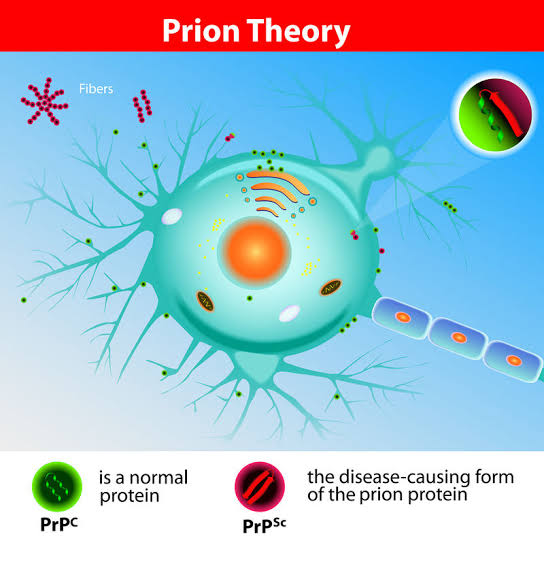 Prion Theory
Fibers
is a normal
protein
PrPᶜ
the disease-causing form
of the prion protein
PrPˢᶜ